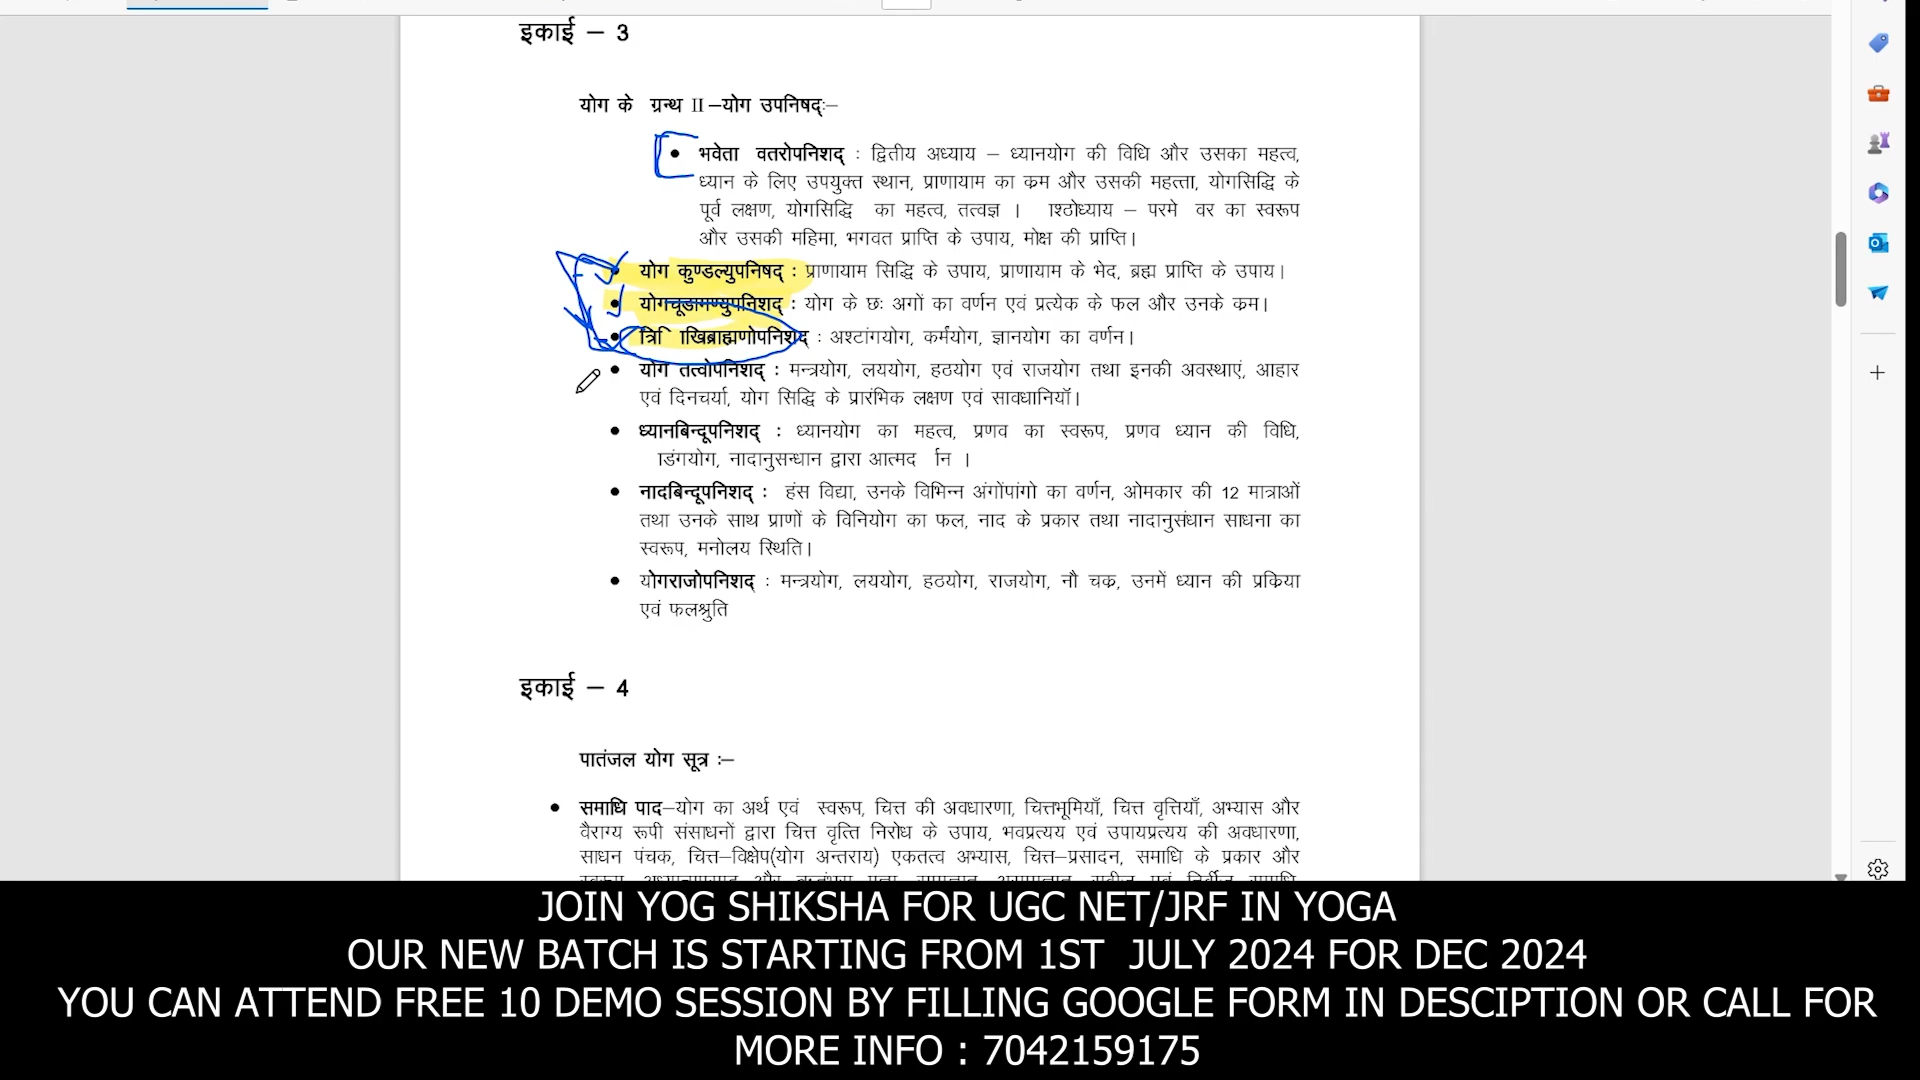 इकाई – 3
योग के ग्रन्थ II –योग उपनिषद्ः–
• भवेता वतरोपनिशद् : द्वितीय अध्याय – ध्यानयोग की विधि और उसका महत्व,
ध्यान के लिए उपयुक्त स्थान, प्राणायाम का क्रम और उसकी महत्ता, योगसिद्धि के
पूर्व लक्षण, योगसिद्धि का महत्व, तत्वज्ञ । ाश्ठोध्याय – परमे वर का स्वरूप
और उसकी महिमा, भगवत प्राप्ति के उपाय, मोक्ष की प्राप्ति।
• योग कुण्डल्युपनिषद् : प्राणायाम सिद्धि के उपाय, प्राणायाम के भेद, ब्रह्म प्राप्ति के उपाय।
• योगचूडामण्युपनिशद् : योग के छः अगों का वर्णन एवं प्रत्येक के फल और उनके क्रम।
• त्रि ि ाखिब्राह्मणोपनिशद् : अश्टांगयोग, कर्मंयोग, ज्ञानयोग का वर्णन।
• योग तत्वोपनिशद् : मन्त्रयोग, लययोग, हठयोग एवं राजयोग तथा इनकी अवस्थाएं, आहार
एवं दिनचर्या, योग सिद्धि के प्रारंभिक लक्षण एवं सावधानियॉ।
• ध्यानबिन्दूपनिशद् : ध्यानयोग का महत्व, प्रणव का स्वरूप, प्रणव ध्यान की विधि,
ाडंगयोग, नादानुसन्धान द्वारा आत्मद र्ान ।
• नादबिन्दूपनिशद् : हंस विद्या, उनके विभिन्न अंगोंपांगो का वर्णन, ओमकार की 12 मात्राओं
तथा उनके साथ प्राणों के विनियोग का फल, नाद के प्रकार तथा नादानुसंधान साधना का
स्वरूप, मनोलय स्थिति।
• योगराजोपनिशद् : मन्त्रयोग, लययोग, हठयोग, राजयोग, नौ चक्र, उनमें ध्यान की प्रक्रिया
एवं फलश्रुति
इकाई – 4
पातंजल योग सूत्र :–
• समाधि पाद–योग का अर्थ एवं स्वरूप, चित्त की अवधारणा, चित्तभूमियाँ, चित्त वृत्तियाँ, अभ्यास और
वैराग्य रूपी संसाधनों द्वारा चित्त वृत्ति निरोध के उपाय, भवप्रत्यय एवं उपायप्रत्यय की अवधारणा,
साधन पंचक, चित्त–विक्षेप(योग अन्तराय) एकतत्व अभ्यास, चित्त–प्रसादन, समाधि के प्रकार और
JOIN YOG SHIKSHA FOR UGC NET/JRF IN YOGA
OUR NEW BATCH IS STARTING FROM 1ST JULY 2024 FOR DEC 2024
YOU CAN ATTEND FREE 10 DEMO SESSION BY FILLING GOOGLE FORM IN DESCIPTION OR CALL FOR
MORE INFO : 7042159175